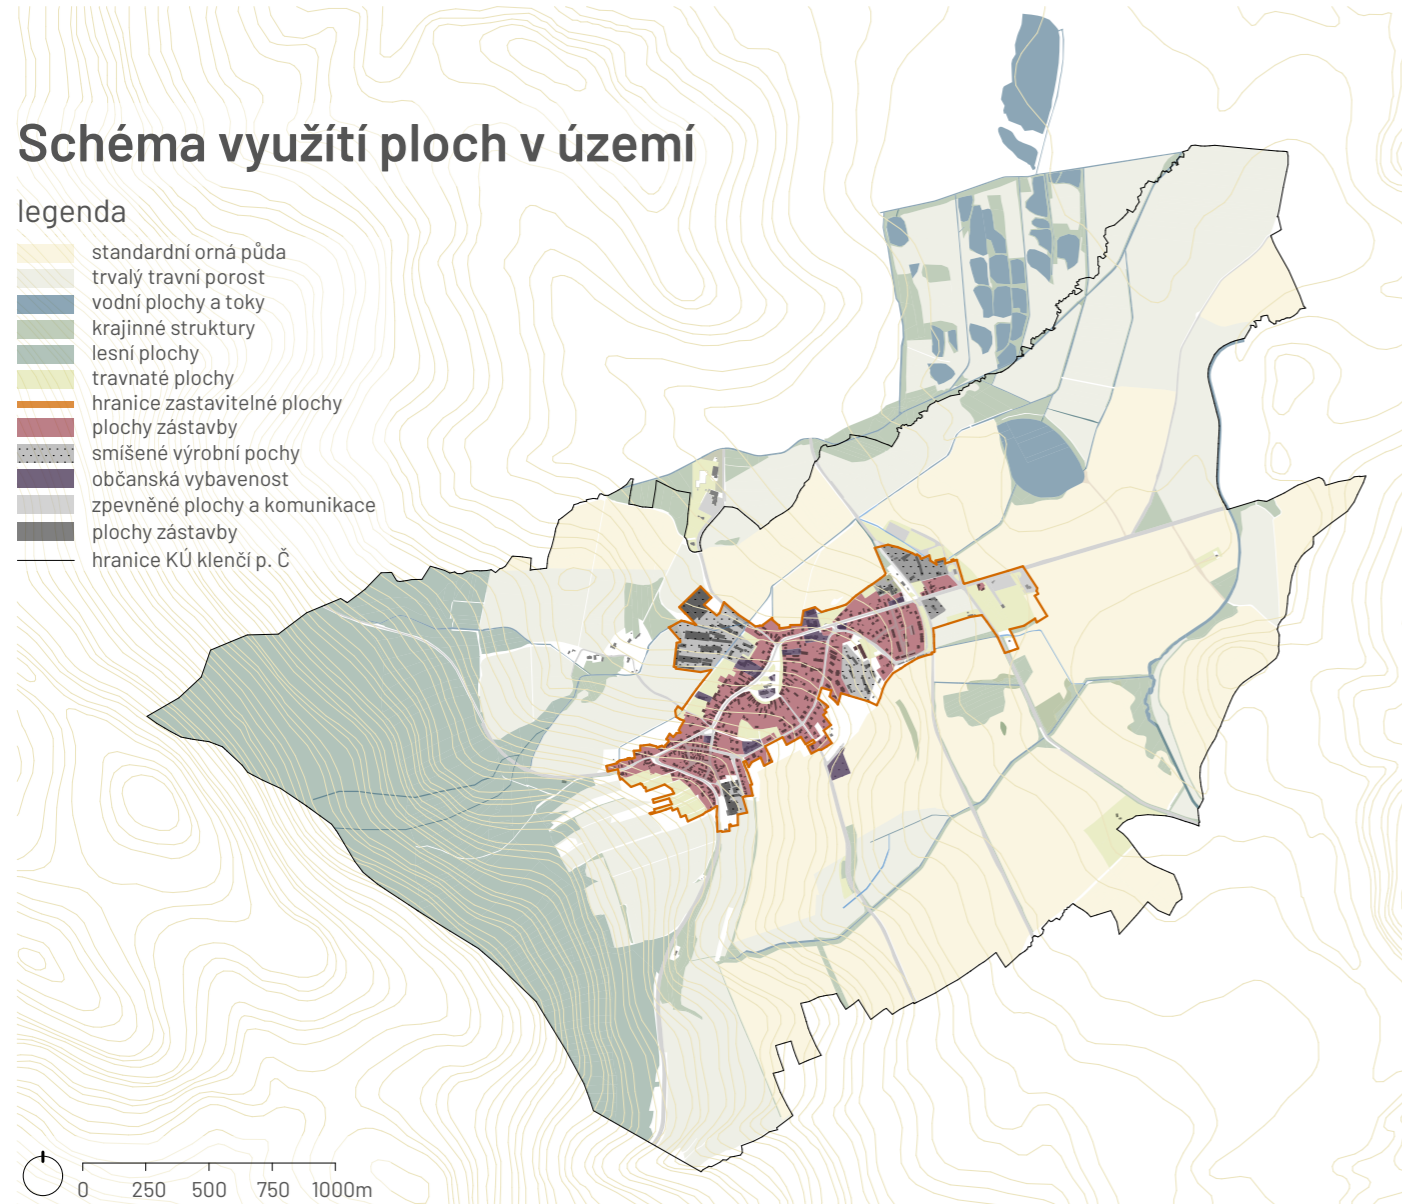 Schéma využítí ploch v území
legenda
standardní orná půda
trvalý travní porost
vodní plochy a toky
krajinné struktury
lesní plochy
travnaté plochy
hranice zastavitelné plochy
plochy zástavby
smíšené výrobní pochy
občanská vybavenost
zpevněné plochy a komunikace
plochy zástavby
hranice KÚ klenčí p. Č
0 250 500 750 1000m